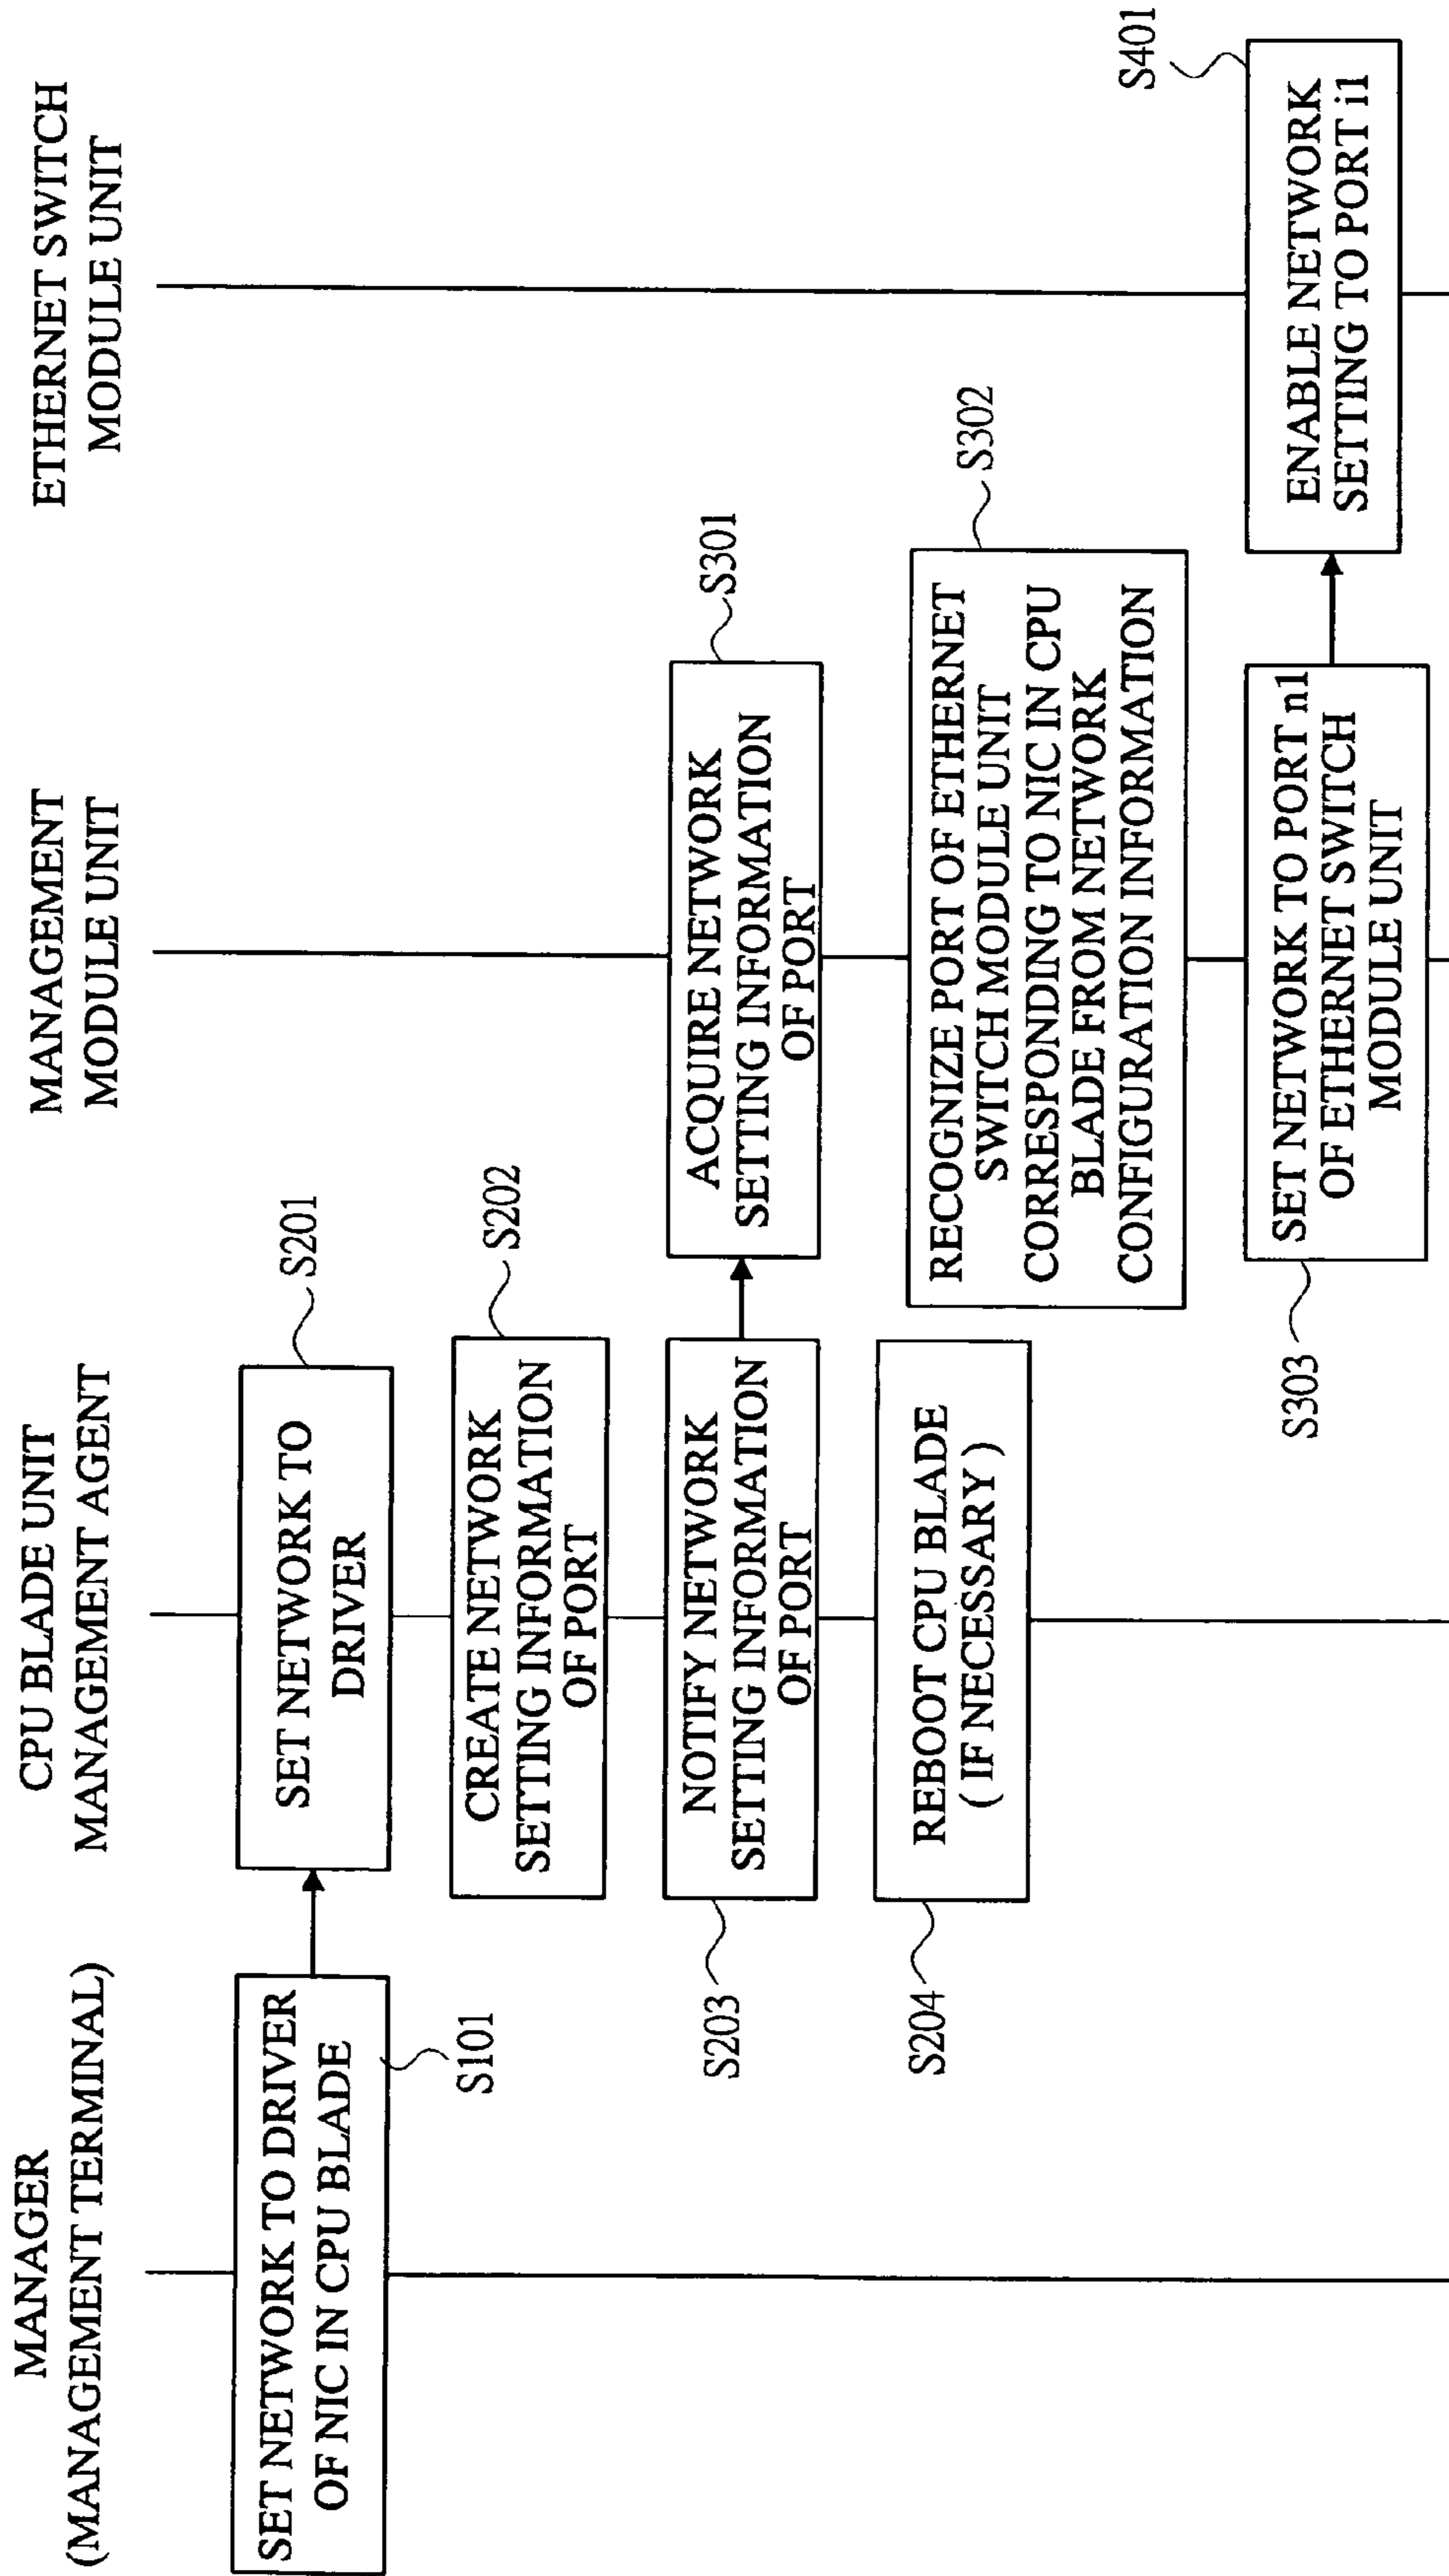 MANAGER
(MANAGEMENT TERMINAL)
CPU BLADE UNIT
MANAGEMENT AGENT
MANAGEMENT
MODULE UNIT
ETHERNET SWITCH
MODULE UNIT
SET NETWORK TO DRIVER
OF NIC IN CPU BLADE
S101
SET NETWORK TO
DRIVER
S201
CREATE NETWORK
SETTING INFORMATION
OF PORT
S202
NOTIFY NETWORK
SETTING INFORMATION
OF PORT
S203
ACQUIRE NETWORK
SETTING INFORMATION
OF PORT
S301
REBOOT CPU BLADE
( IF NECESSARY )
S204
RECOGNIZE PORT OF ETHERNET
SWITCH MODULE UNIT
CORRESPONDING TO NIC IN CPU
BLADE FROM NETWORK
CONFIGURATION INFORMATION
S302
SET NETWORK TO PORT n1
OF ETHERNET SWITCH
MODULE UNIT
S303
ENABLE NETWORK
SETTING TO PORT i1
S401